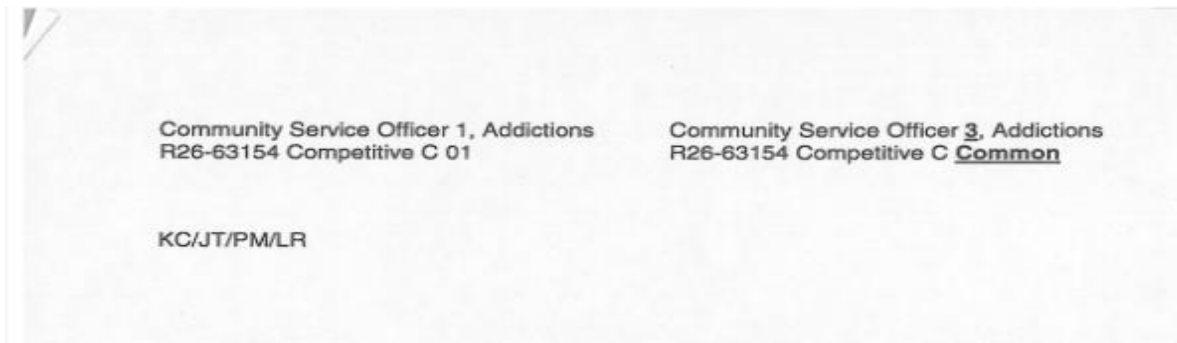 Community Service Officer 1, Addictions
R26-63154 Competitive C 01
Community Service Officer 3, Addictions
R26-63154 Competitive C Common
KC/JT/PM/LR